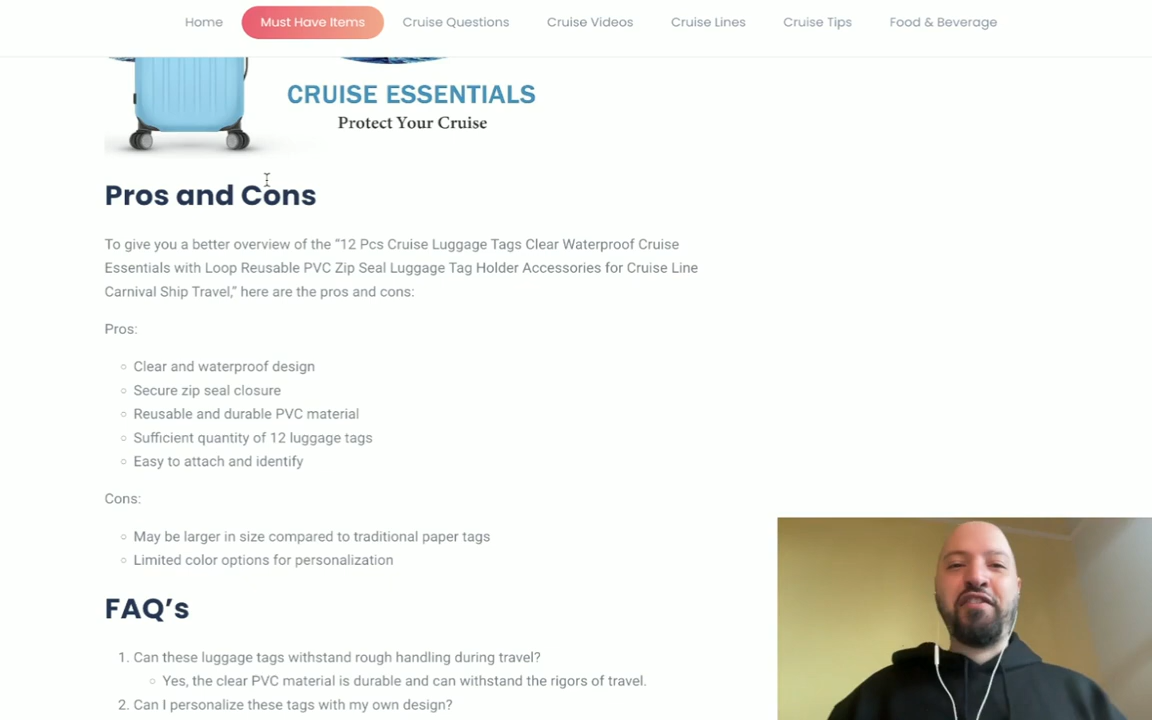 Home Must Have Items Cruise Questions Cruise Videos Cruise Lines Cruise Tips Food & Beverage
CRUISE ESSENTIALS
Protect Your Cruise
Pros and Cons
To give you a better overview of the “12 Pcs Cruise Luggage Tags Clear Waterproof Cruise
Essentials with Loop Reusable PVC Zip Seal Luggage Tag Holder Accessories for Cruise Line
Carnival Ship Travel,” here are the pros and cons:
Pros:
Clear and waterproof design
Secure zip seal closure
Reusable and durable PVC material
Sufficient quantity of 12 luggage tags
Easy to attach and identify
Cons:
May be larger in size compared to traditional paper tags
Limited color options for personalization
FAQ’s
1. Can these luggage tags withstand rough handling during travel?
Yes, the clear PVC material is durable and can withstand the rigors of travel.
2. Can I personalize these tags with my own design?